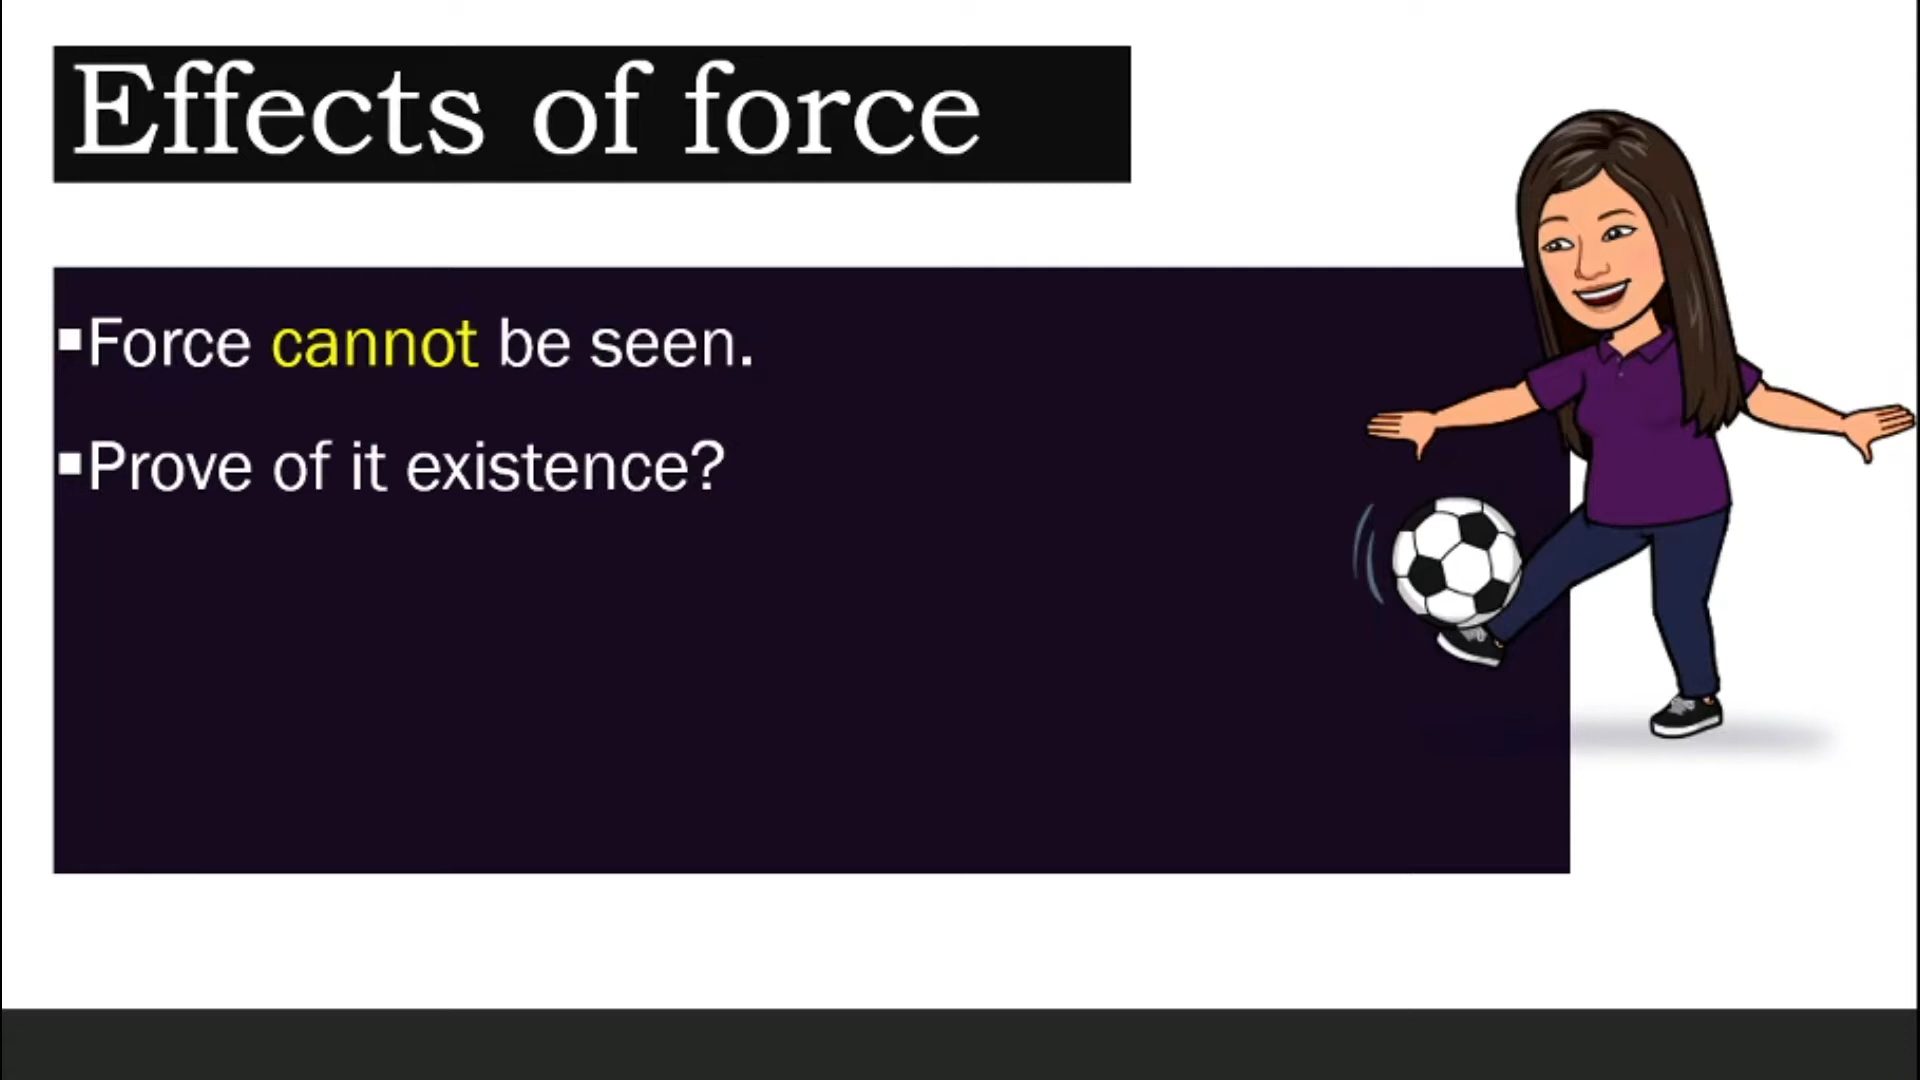 Effects of force
▪Force cannot be seen.
▪Prove of it existence?